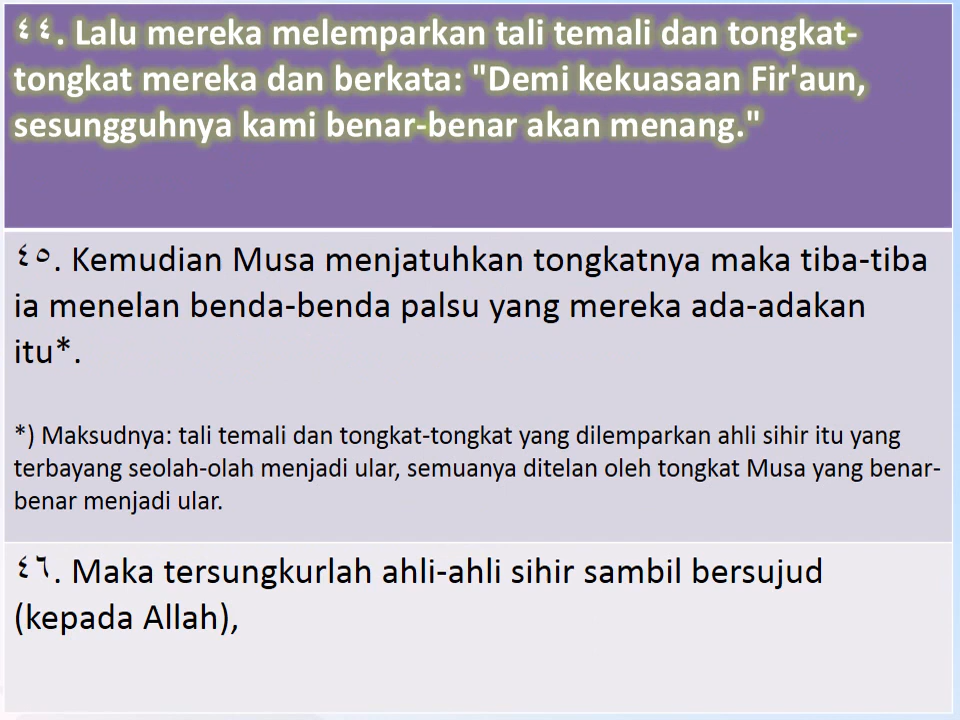 ٤٤. Lalu mereka melemparkan tali temali dan tongkat-
tongkat mereka dan berkata: "Demi kekuasaan Fir'aun,
sesungguhnya kami benar-benar akan menang."
٤٥. Kemudian Musa menjatuhkan tongkatnya maka tiba-tiba
ia menelan benda-benda palsu yang mereka ada-adakan
itu*.
*) Maksudnya: tali temali dan tongkat-tongkat yang dilemparkan ahli sihir itu yang
terbayang seolah-olah menjadi ular, semuanya ditelan oleh tongkat Musa yang benar-
benar menjadi ular.
٤٦. Maka tersungkurlah ahli-ahli sihir sambil bersujud
(kepada Allah),